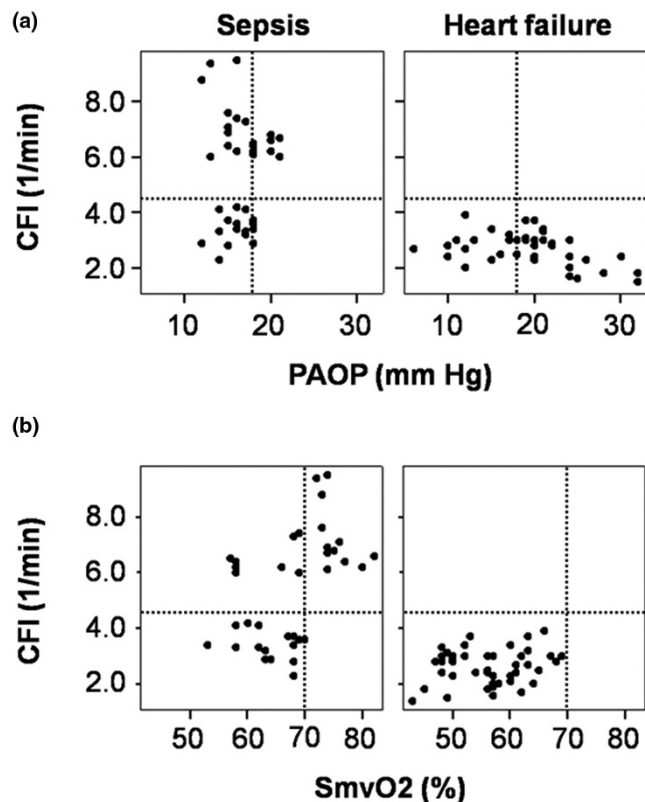 (a)
Sepsis Heart failure
CFI (1/min)
8.0
6.0
4.0
2.0
10 20 30 10 20 30
PAOP (mm Hg)
(b)
CFI (1/min)
8.0
6.0
4.0
2.0
50 60 70 80 50 60 70 80
SmvO2 (%)